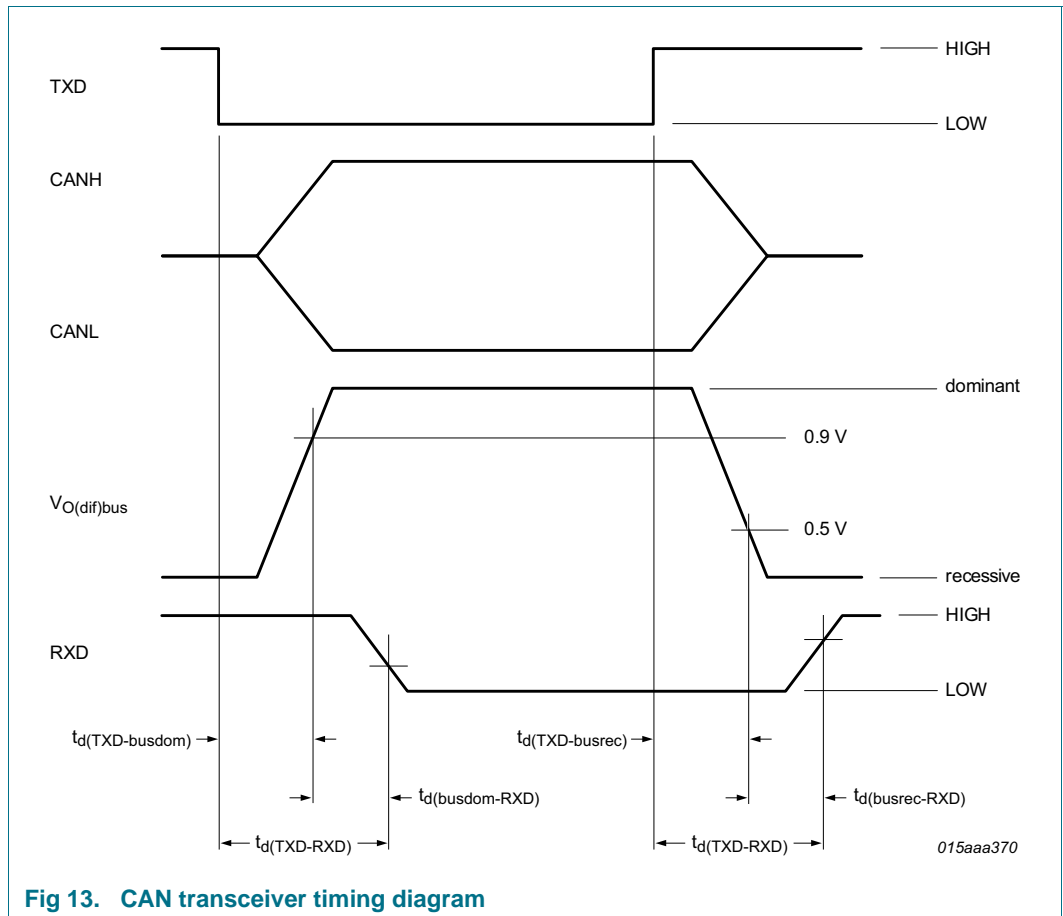 TXD
HIGH
LOW
CANH
CANL
dominant
0.9 V
VO(dif)bus
0.5 V
recessive
HIGH
RXD
LOW
td(TXD-busdom)
td(TXD-busrec)
td(busdom-RXD)
td(busrec-RXD)
td(TXD-RXD)
td(TXD-RXD)
015aaa370
Fig 13. CAN transceiver timing diagram